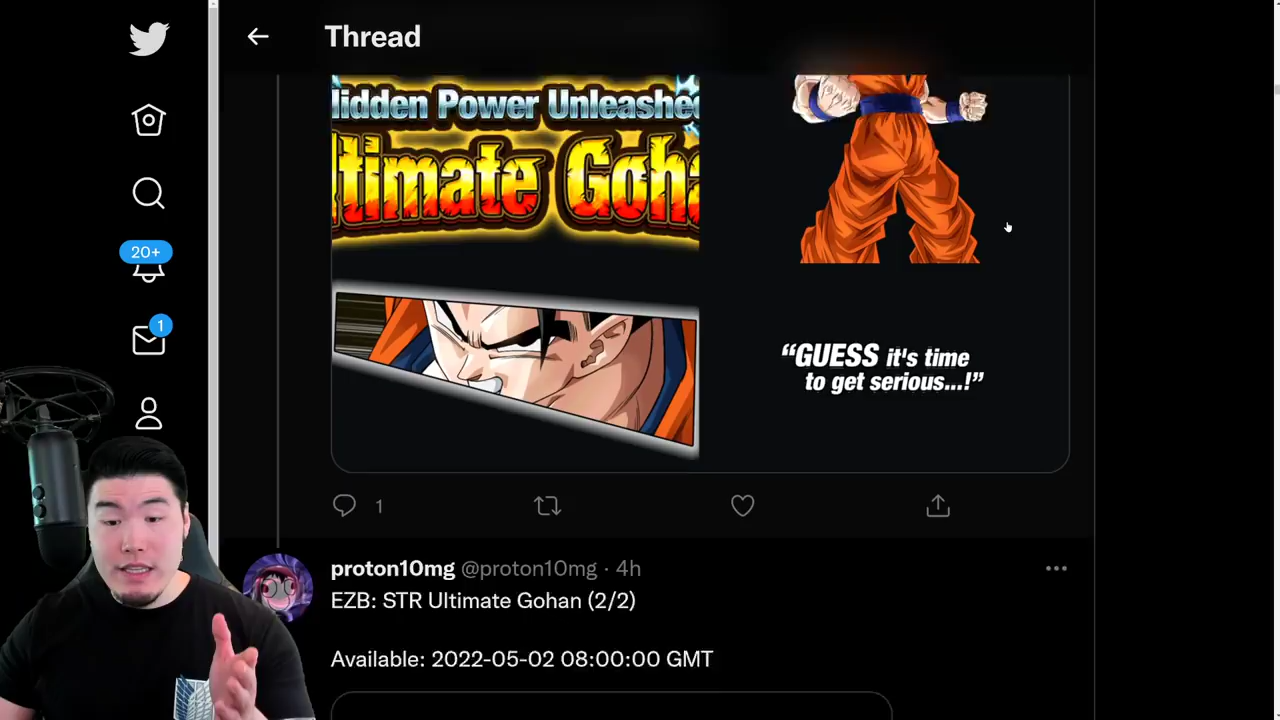 Thread
Hidden Power Unleashed
Ultimate Goha
20+
1
“GUESS it's time
to get serious...!”
1
proton10mg @proton10mg · 4h
EZB: STR Ultimate Gohan (2/2)
Available: 2022-05-02 08:00:00 GMT